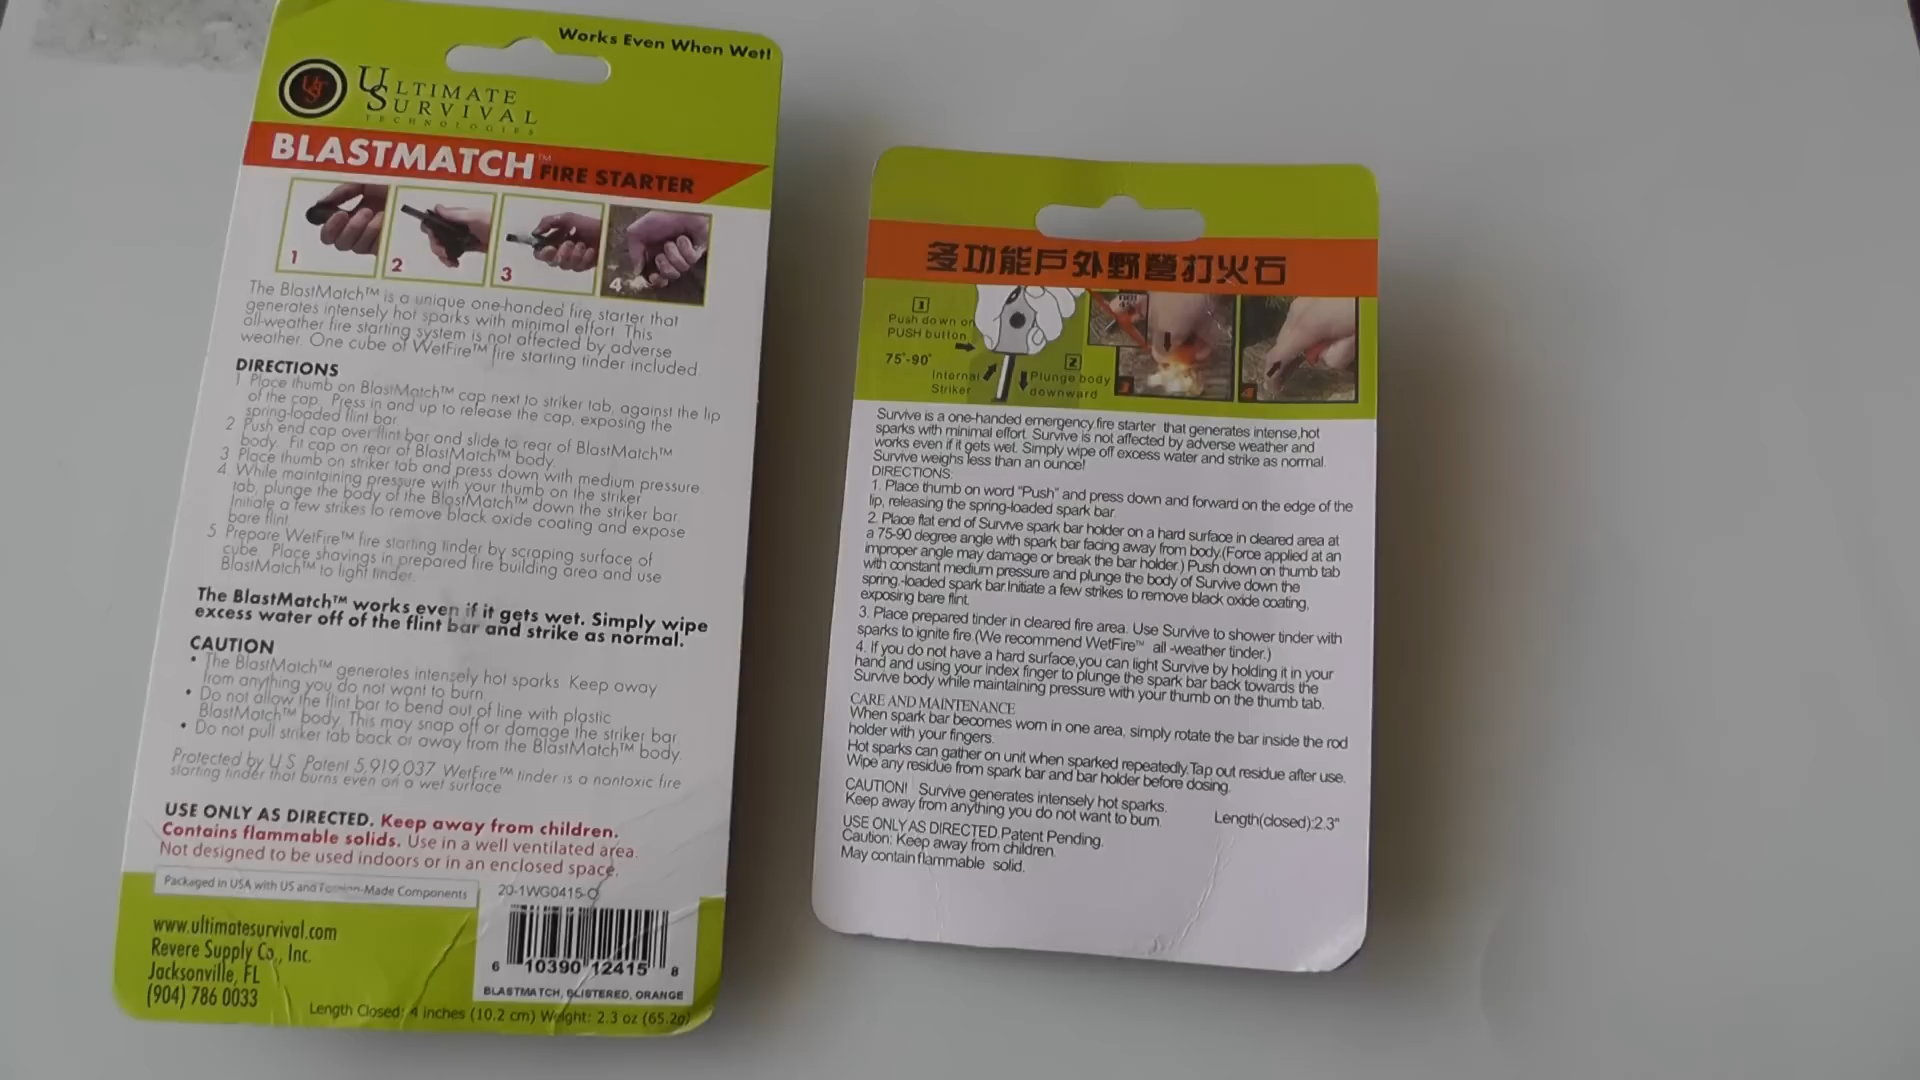 Works Even When Wet!
UST
ULTIMATE
SURVIVAL
TECHNOLOGIES
BLASTMATCH™ FIRE STARTER
1
2
3
4
The BlastMatch™ is a unique one-handed fire starter that
generates intensely hot sparks with minimal effort. This
all-weather fire starting system is not affected by adverse
weather. One cube of WetFire™ fire starting tinder included.
DIRECTIONS
1 Place thumb on BlastMatch™ cap next to striker tab, against the lip
of the cap. Press in and up to release the cap, exposing the
spring-loaded flint bar.
2 Push end cap over flint bar and slide to rear of BlastMatch™
body. Fit cap on rear of BlastMatch™ body.
3 Place thumb on striker tab and press down with medium pressure
4 While maintaining pressure with your thumb on the striker
tab, plunge the body of the BlastMatch™ down the striker bar.
Initiate a few strikes to remove black oxide coating and expose
bare flint.
5 Prepare WetFire™ fire starting tinder by scraping surface of
cube. Place shavings in prepared fire building area and use
BlastMatch™ to light tinder.
The BlastMatch™ works even if it gets wet. Simply wipe
excess water off of the flint bar and strike as normal.
CAUTION
• The BlastMatch™ generates intensely hot sparks. Keep away
from anything you do not want to burn.
• Do not allow the flint bar to bend out of line with plastic
BlastMatch™ body. This may snap off or damage the striker bar.
• Do not pull striker tab back or away from the BlastMatch™ body.
Protected by U.S. Patent 5,919,037 WetFire™ tinder is a nontoxic fire
starting tinder that burns even on a wet surface
USE ONLY AS DIRECTED. Keep away from children.
Contains flammable solids. Use in a well ventilated area.
Not designed to be used indoors or in an enclosed space.
Packaged in USA with US and Foreign-Made Components
20-1WG0415-O
www.ultimatesurvival.com
Revere Supply Co., Inc.
Jacksonville, FL
(904) 786 0033
6 10390 12415 8
BLASTMATCH, BLISTERED, ORANGE
Length Closed: 4 inches (10.2 cm) Weight: 2.3 oz (65.2g)
多功能戶外野營打火石
1
Push down on
PUSH button
75°-90°
Internal
Striker
2
Plunge body
downward
3
4
Survive is a one-handed emergency fire starter that generates intense,hot
sparks with minimal effort. Survive is not affected by adverse weather and
works even if it gets wet. Simply wipe off excess water and strike as normal.
Survive weighs less than an ounce!
DIRECTIONS:
1. Place thumb on word "Push" and press down and forward on the edge of the
lip, releasing the spring-loaded spark bar.
2. Place flat end of Survive spark bar holder on a hard surface in cleared area at
a 75-90 degree angle with spark bar facing away from body.(Force applied at an
improper angle may damage or break the bar holder.) Push down on thumb tab
with constant medium pressure and plunge the body of Survive down the
spring.-loaded spark bar.Initiate a few strikes to remove black oxide coating,
exposing bare flint.
3. Place prepared tinder in cleared fire area. Use Survive to shower tinder with
sparks to ignite fire.(We recommend WetFire™ all -weather tinder.)
4. If you do not have a hard surface,you can light Survive by holding it in your
hand and using your index finger to plunge the spark bar back towards the
Survive body while maintaining pressure with your thumb on the thumb tab.
CARE AND MAINTENANCE
When spark bar becomes worn in one area, simply rotate the bar inside the rod
holder with your fingers.
Hot sparks can gather on unit when sparked repeatedly.Tap out residue after use.
Wipe any residue from spark bar and bar holder before closing.
CAUTION! Survive generates intensely hot sparks.
Keep away from anything you do not want to burn.
Length(closed):2.3"
USE ONLY AS DIRECTED.Patent Pending.
Caution: Keep away from children.
May contain flammable solid.